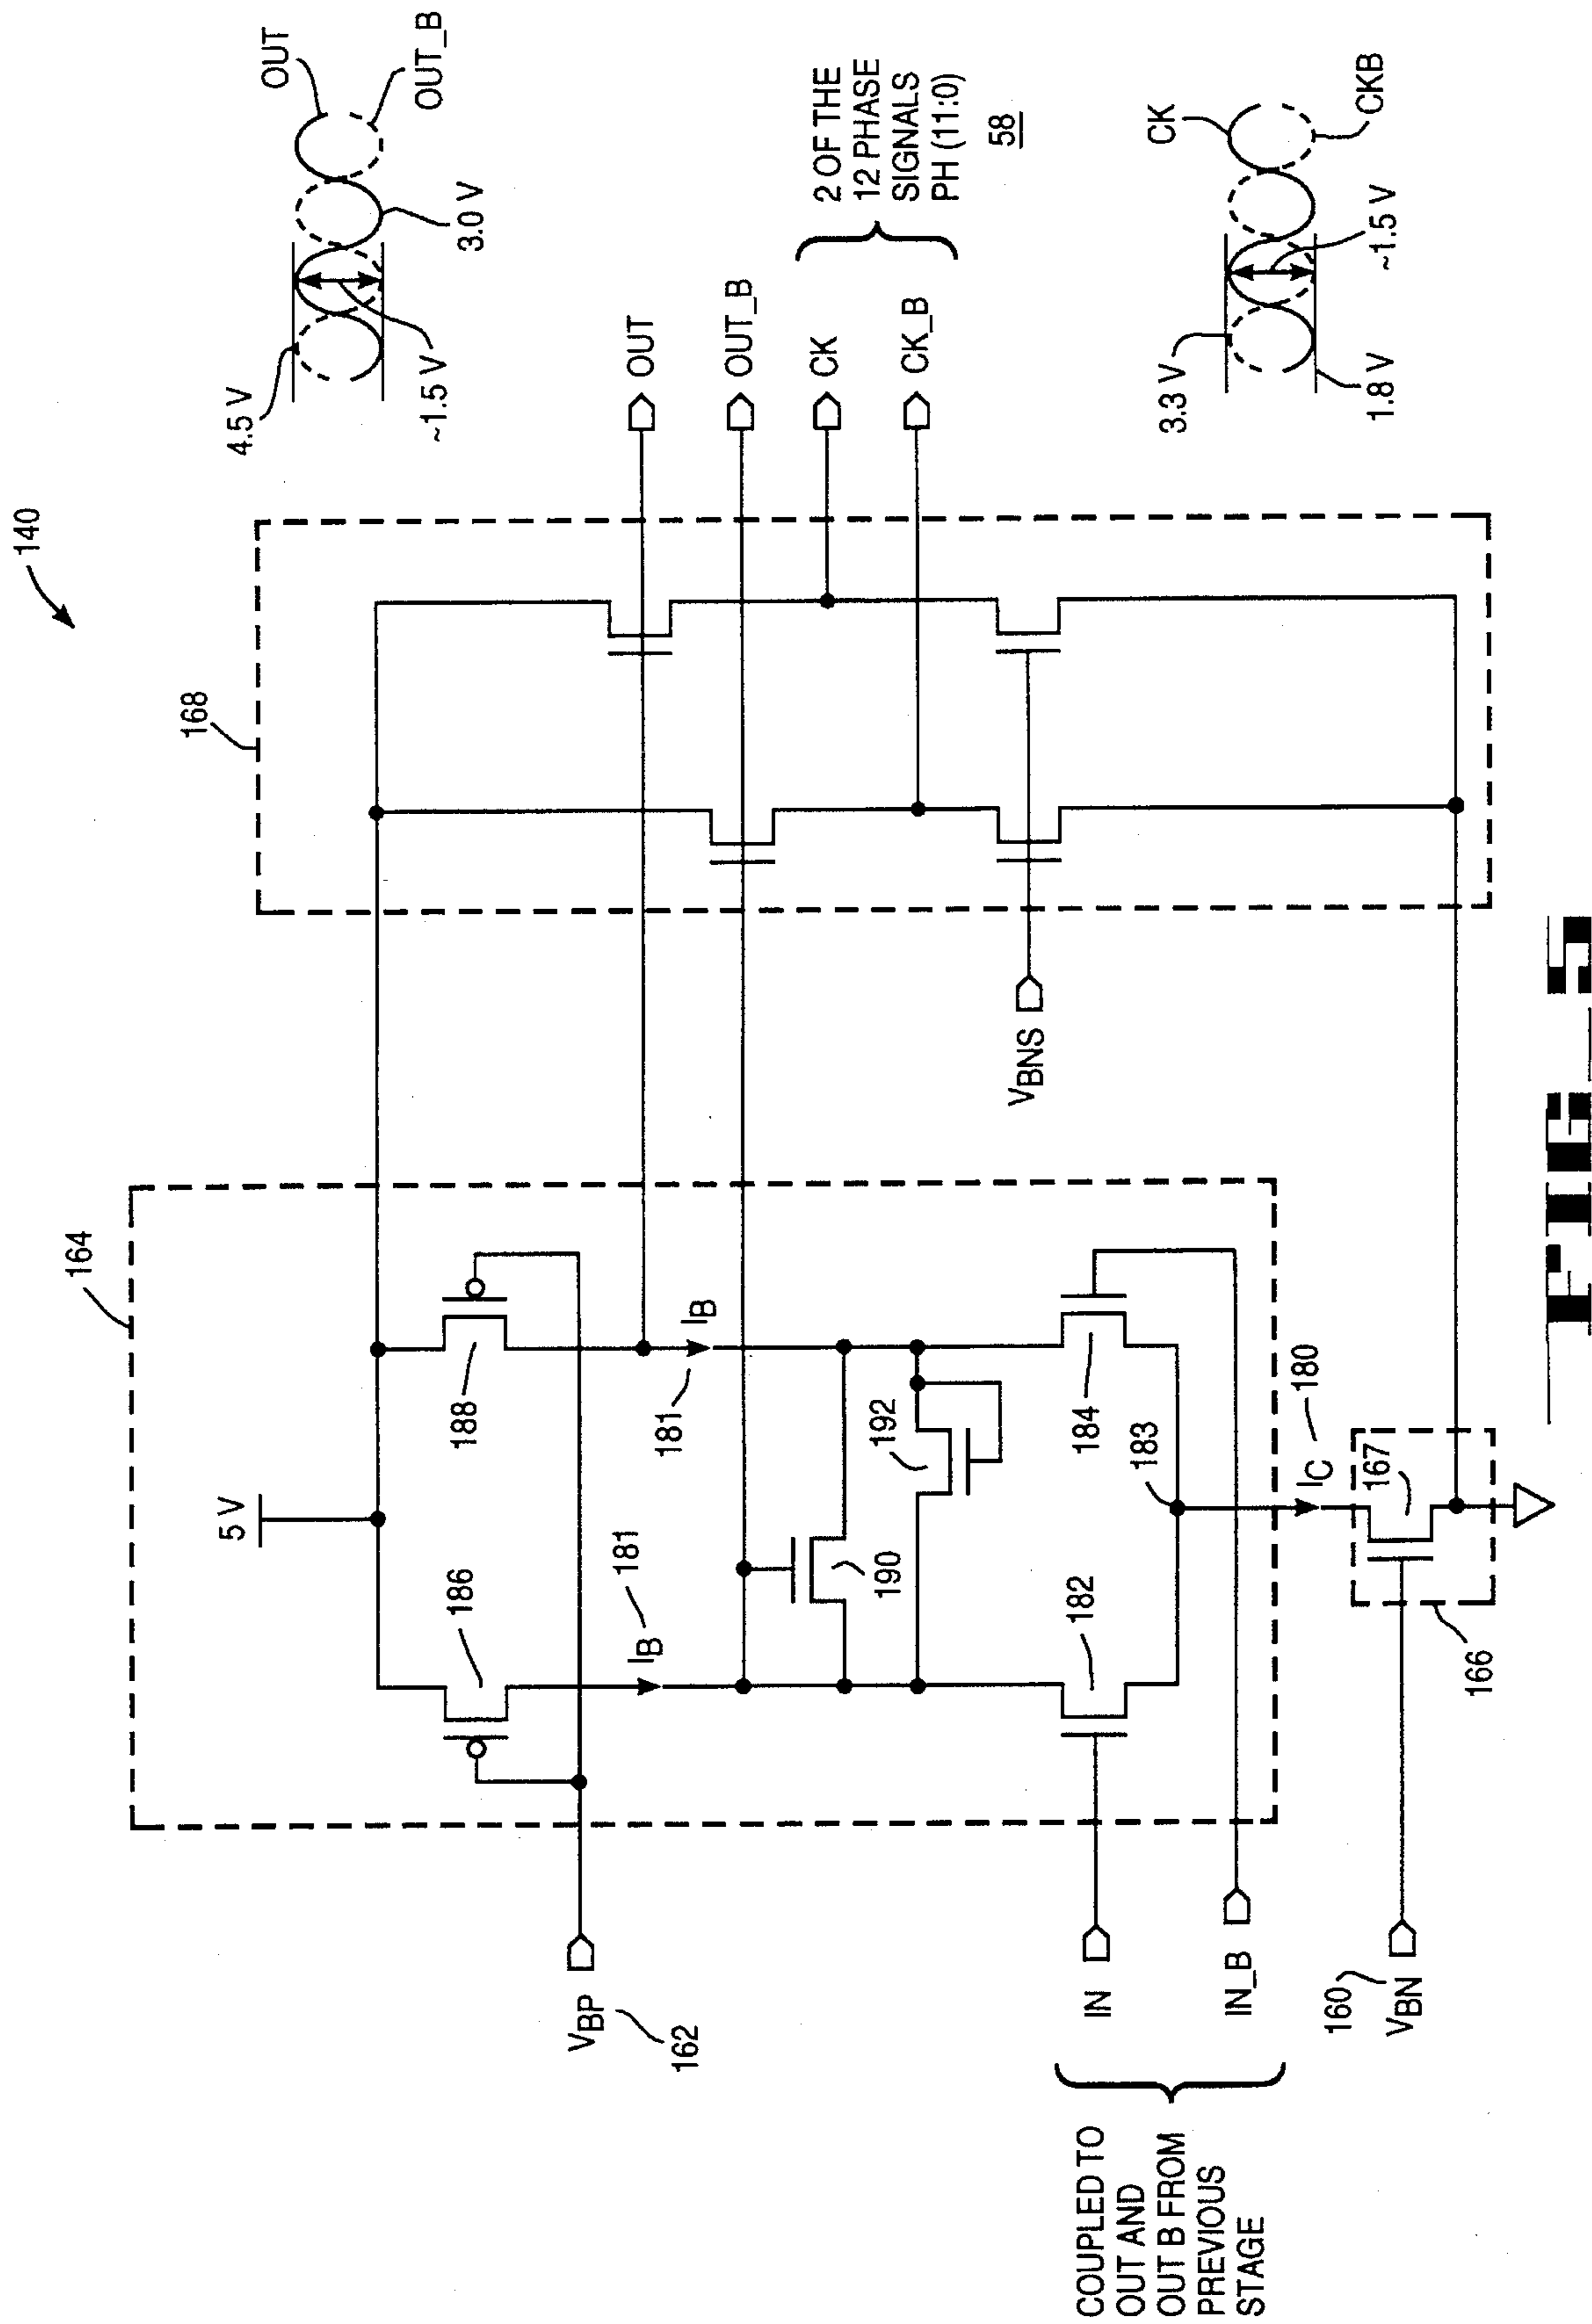 140
164
168
5 V
186
188
I_B 181
I_B
181
190
192
182
184
183
I_C 180
167
166
V_BP
162
IN
IN_B
160
V_BN
COUPLED TO
OUT AND
OUT B FROM
PREVIOUS
STAGE
V_BNS
OUT
OUT_B
CK
CK_B
2 OF THE
12 PHASE
SIGNALS
PH (11:0)
58
4.5 V
~1.5 V
3.0 V
OUT
OUT_B
3.3 V
1.8 V
~1.5 V
CK
CKB
FIG_5